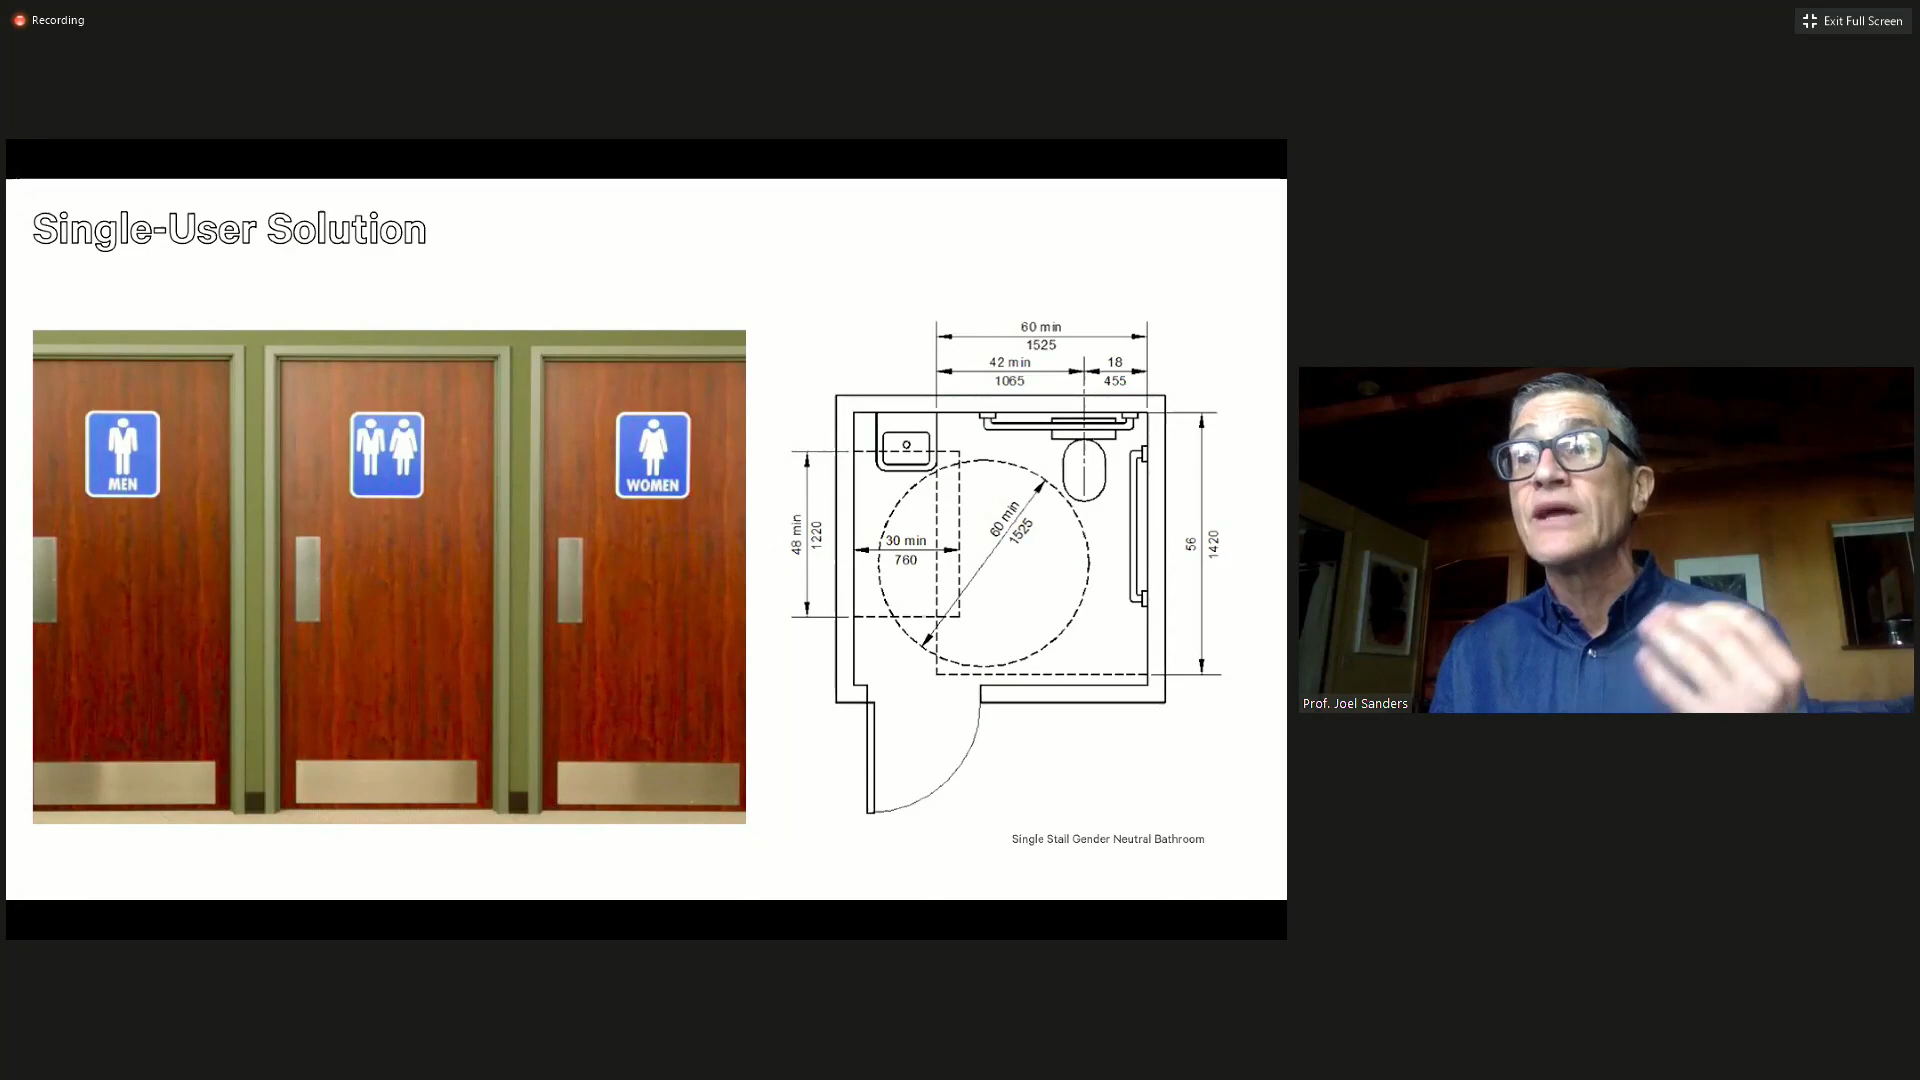 Recording
Exit Full Screen
Single-User Solution
MEN
WOMEN
60 min
1525
42 min
1065
18
455
48 min
1220
30 min
760
60 min
1525
56
1420
Single Stall Gender Neutral Bathroom
Prof. Joel Sanders